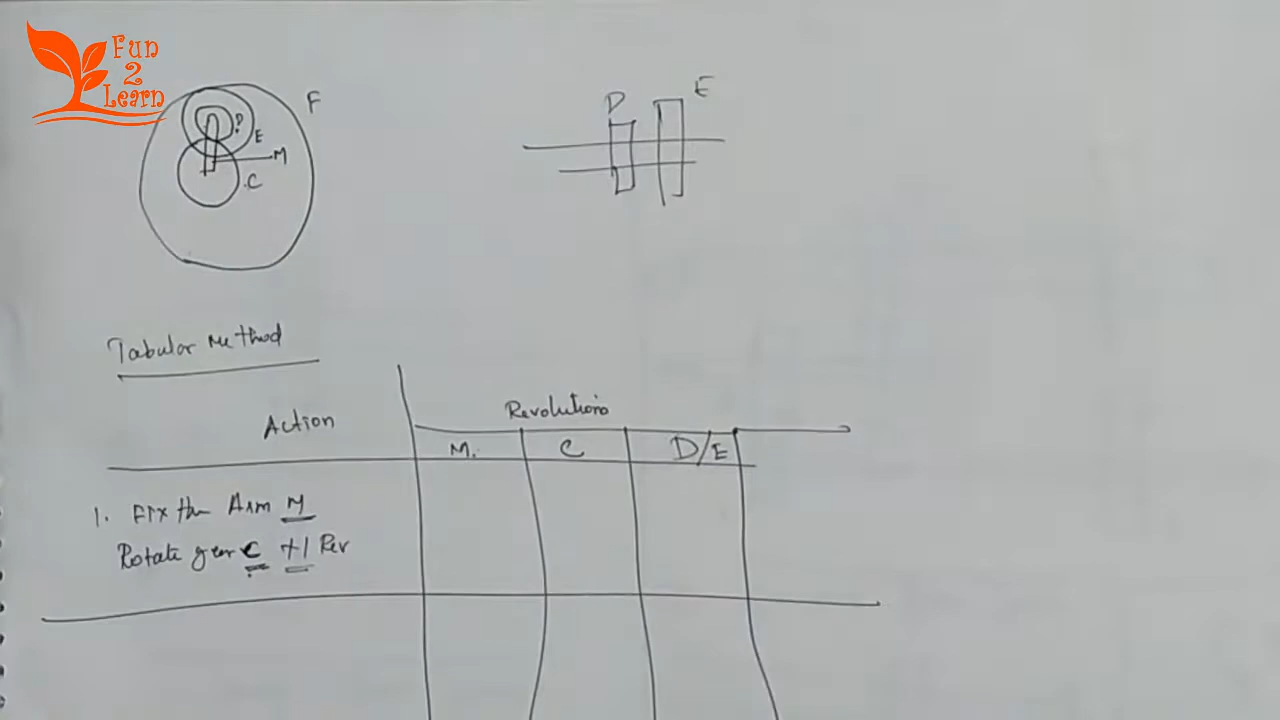 Fun
2
Learn
F
D
E
M
C
D
E
Tabular Method
Action
Revolutions
M.
C
D/E
1. Fix the Arm M
Rotate gear C +1 Rev